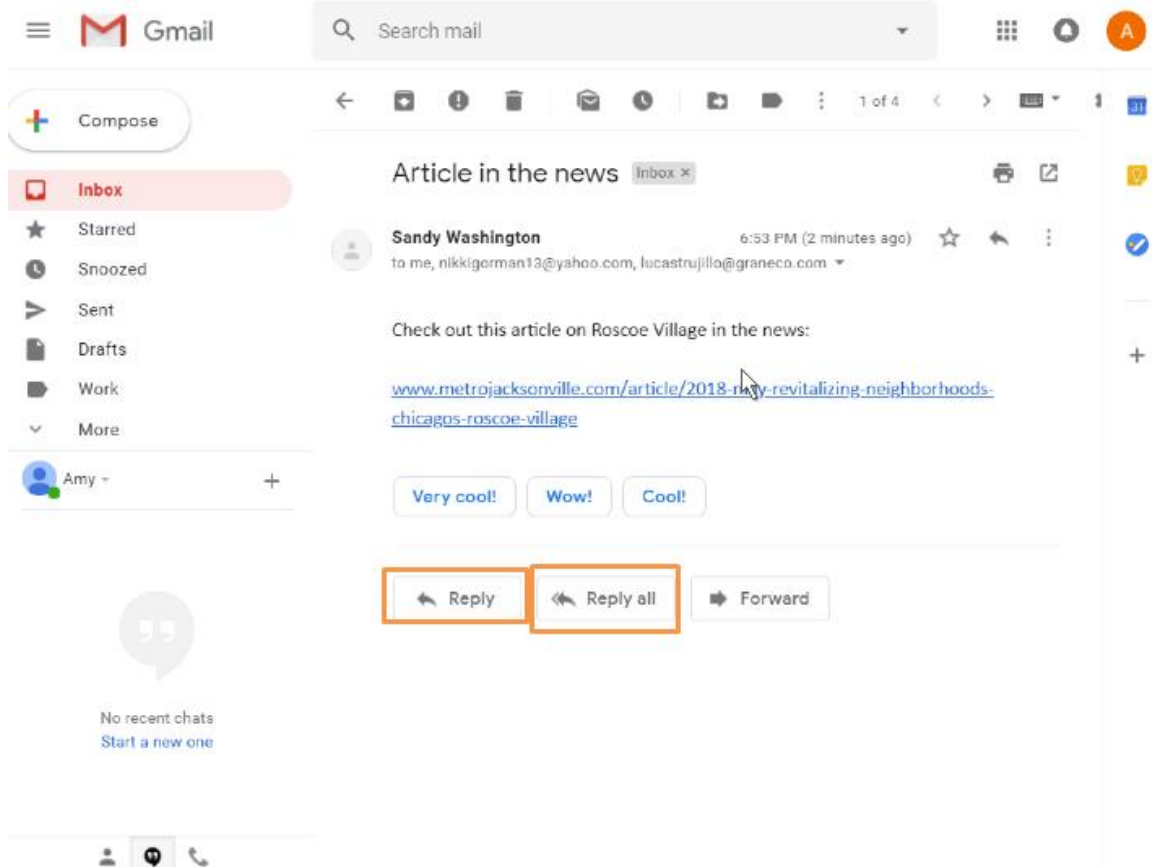 Gmail
Search mail
A
Compose
1 of 4
31
Inbox
Starred
Snoozed
Sent
Drafts
Work
More
Amy
Article in the news Inbox ×
Sandy Washington 6:53 PM (2 minutes ago)
to me, nikkigorman13@yahoo.com, lucastrujillo@graneco.com
Check out this article on Roscoe Village in the news:
www.metrojacksonville.com/article/2018-may-revitalizing-neighborhoods-
chicagos-roscoe-village
Very cool! Wow! Cool!
Reply Reply all Forward
No recent chats
Start a new one